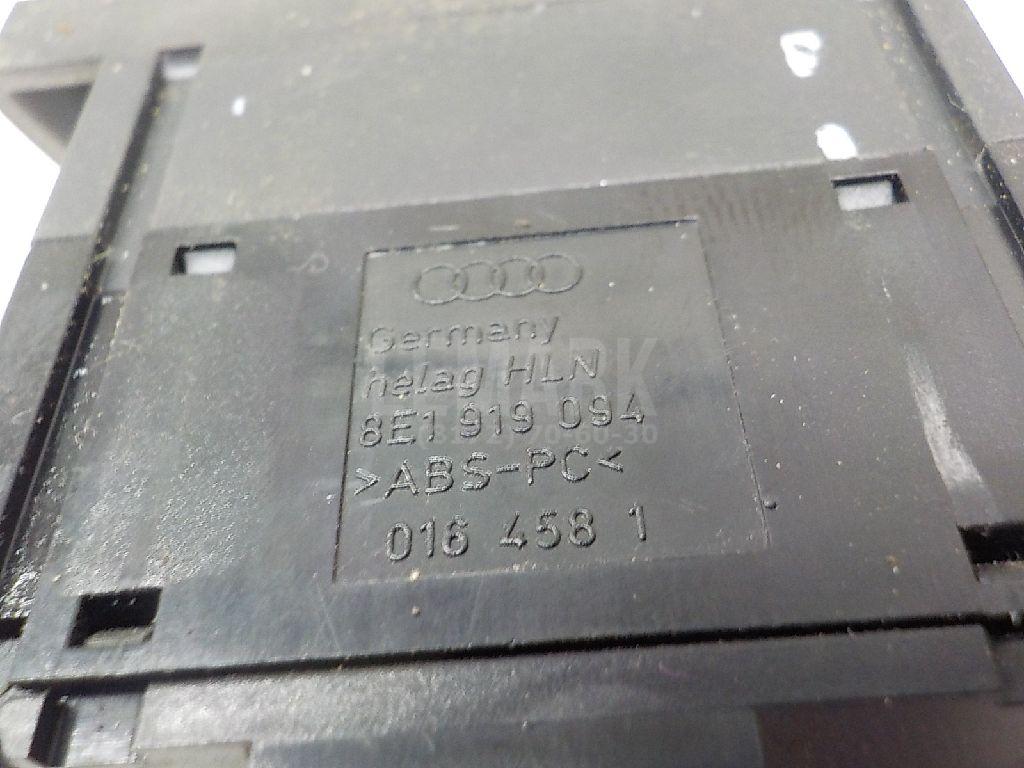 Germany
helag HLN
8E1 919 094
>ABS-PC<
016 458 1